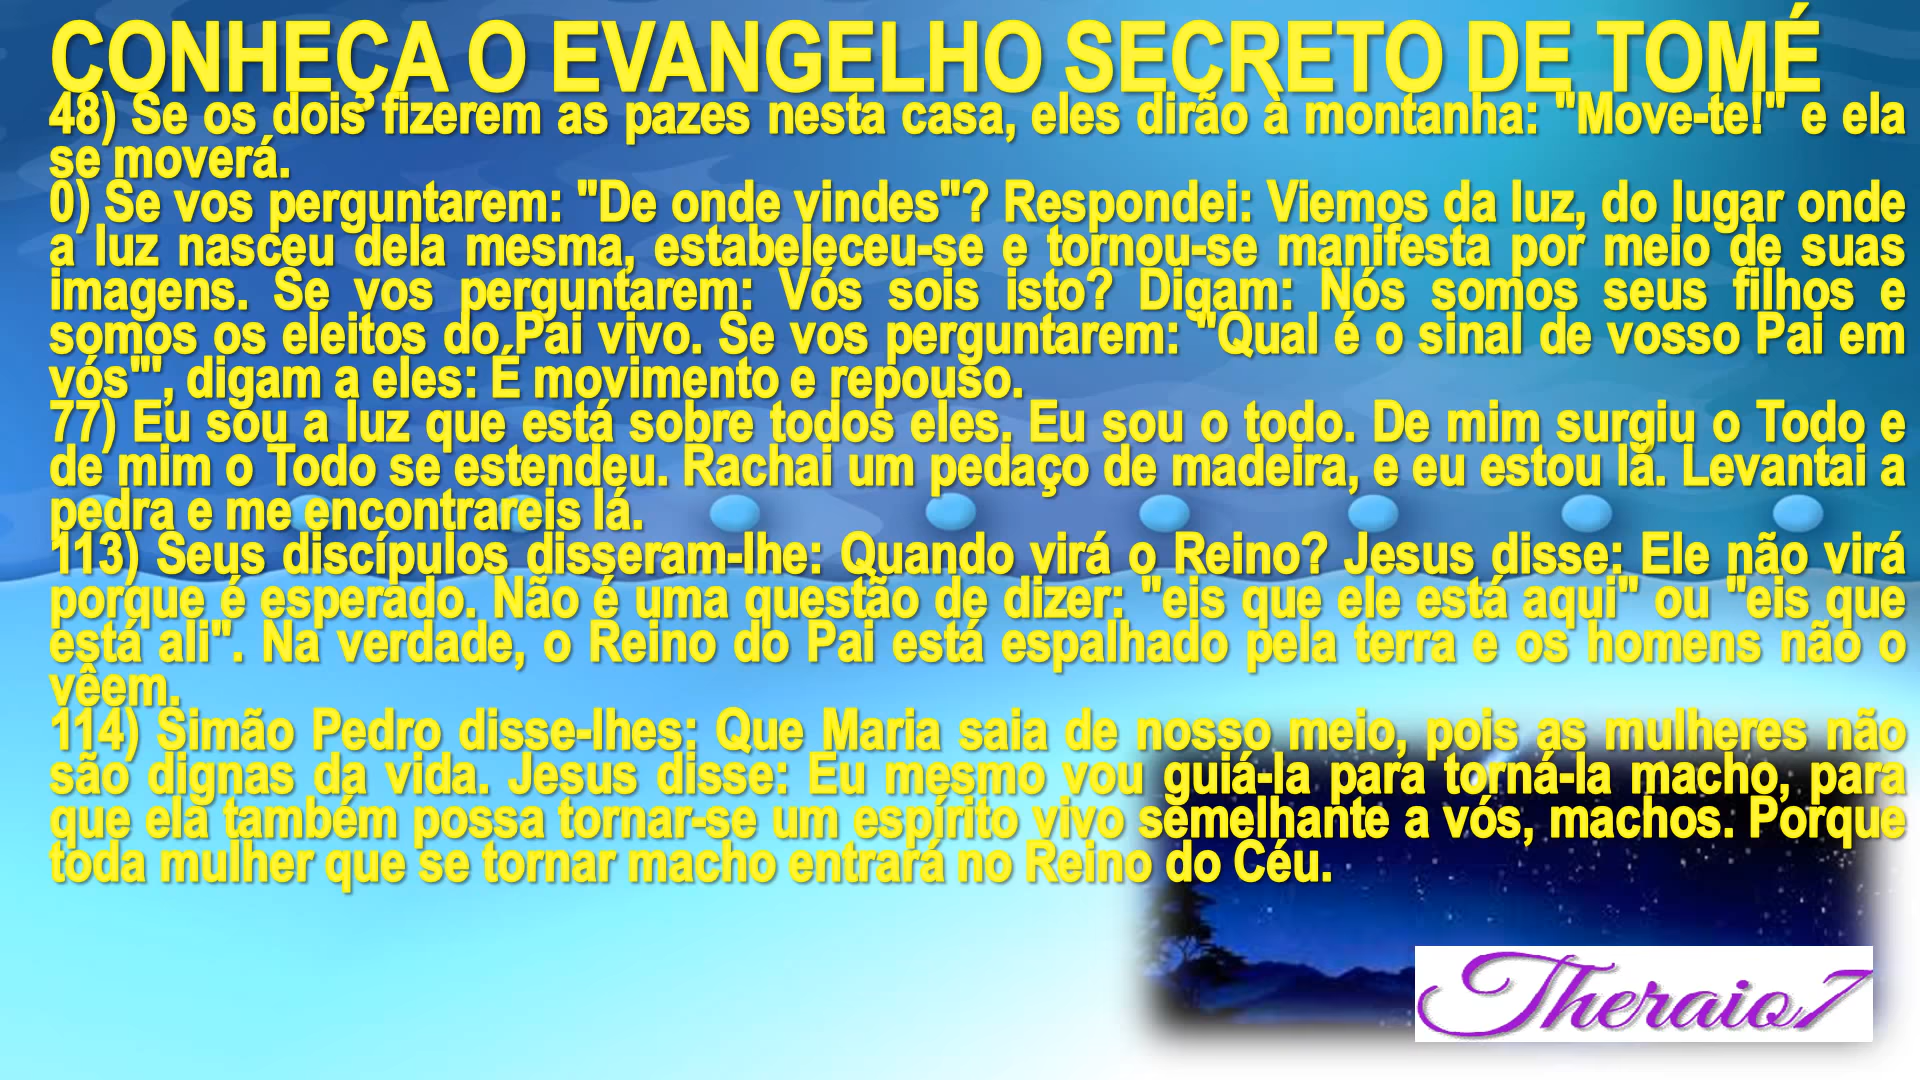 CONHEÇA O EVANGELHO SECRETO DE TOMÉ
48) Se os dois fizerem as pazes nesta casa, eles dirão à montanha: "Move-te!" e ela
se moverá.
0) Se vos perguntarem: "De onde vindes"? Respondei: Viemos da luz, do lugar onde
a luz nasceu dela mesma, estabeleceu-se e tornou-se manifesta por meio de suas
imagens. Se vos perguntarem: Vós sois isto? Digam: Nós somos seus filhos e
somos os eleitos do Pai vivo. Se vos perguntarem: "Qual é o sinal de vosso Pai em
vós"', digam a eles: É movimento e repouso.
77) Eu sou a luz que está sobre todos eles. Eu sou o todo. De mim surgiu o Todo e
de mim o Todo se estendeu. Rachai um pedaço de madeira, e eu estou lá. Levantai a
pedra e me encontrareis lá.
113) Seus discípulos disseram-lhe: Quando virá o Reino? Jesus disse: Ele não virá
porque é esperado. Não é uma questão de dizer: "eis que ele está aqui" ou "eis que
está ali". Na verdade, o Reino do Pai está espalhado pela terra e os homens não o
vêem.
114) Simão Pedro disse-lhes: Que Maria saia de nosso meio, pois as mulheres não
são dignas da vida. Jesus disse: Eu mesmo vou guiá-la para torná-la macho, para
que ela também possa tornar-se um espírito vivo semelhante a vós, machos. Porque
toda mulher que se tornar macho entrará no Reino do Céu.
Theraio7